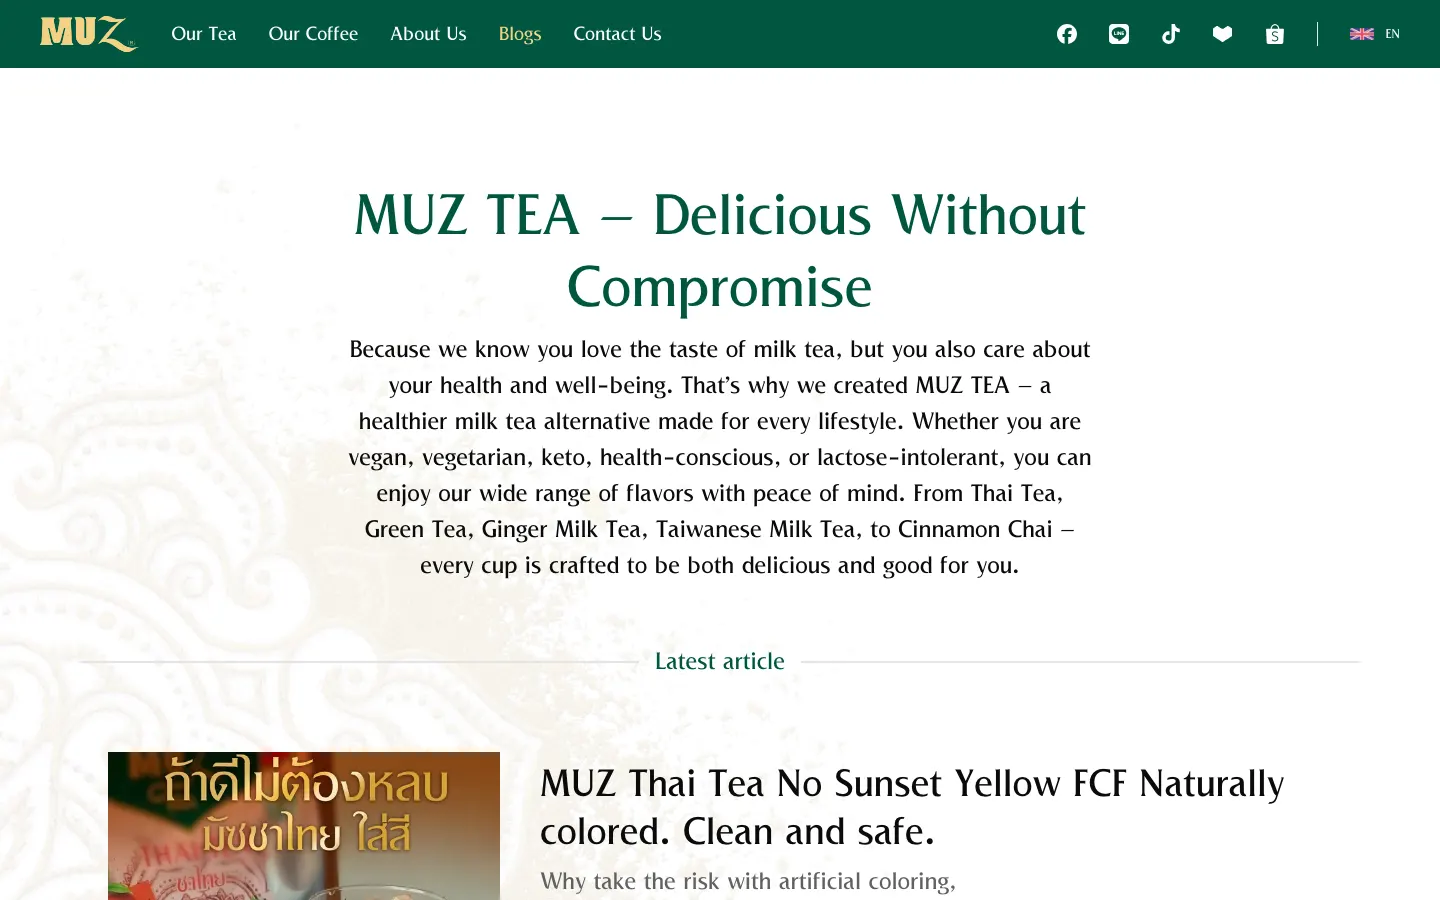 MUZ
Our Tea
Our Coffee
About Us
Blogs
Contact Us
LINE
S
EN
MUZ TEA – Delicious Without
Compromise
Because we know you love the taste of milk tea, but you also care about
your health and well-being. That’s why we created MUZ TEA – a
healthier milk tea alternative made for every lifestyle. Whether you are
vegan, vegetarian, keto, health-conscious, or lactose-intolerant, you can
enjoy our wide range of flavors with peace of mind. From Thai Tea,
Green Tea, Ginger Milk Tea, Taiwanese Milk Tea, to Cinnamon Chai –
every cup is crafted to be both delicious and good for you.
Latest article
ถ้าดีไม่ต้องหลบ
มัซชาไทย ใส่สี
THAI
ชาไทย
MUZ Thai Tea No Sunset Yellow FCF Naturally
colored. Clean and safe.
Why take the risk with artificial coloring,